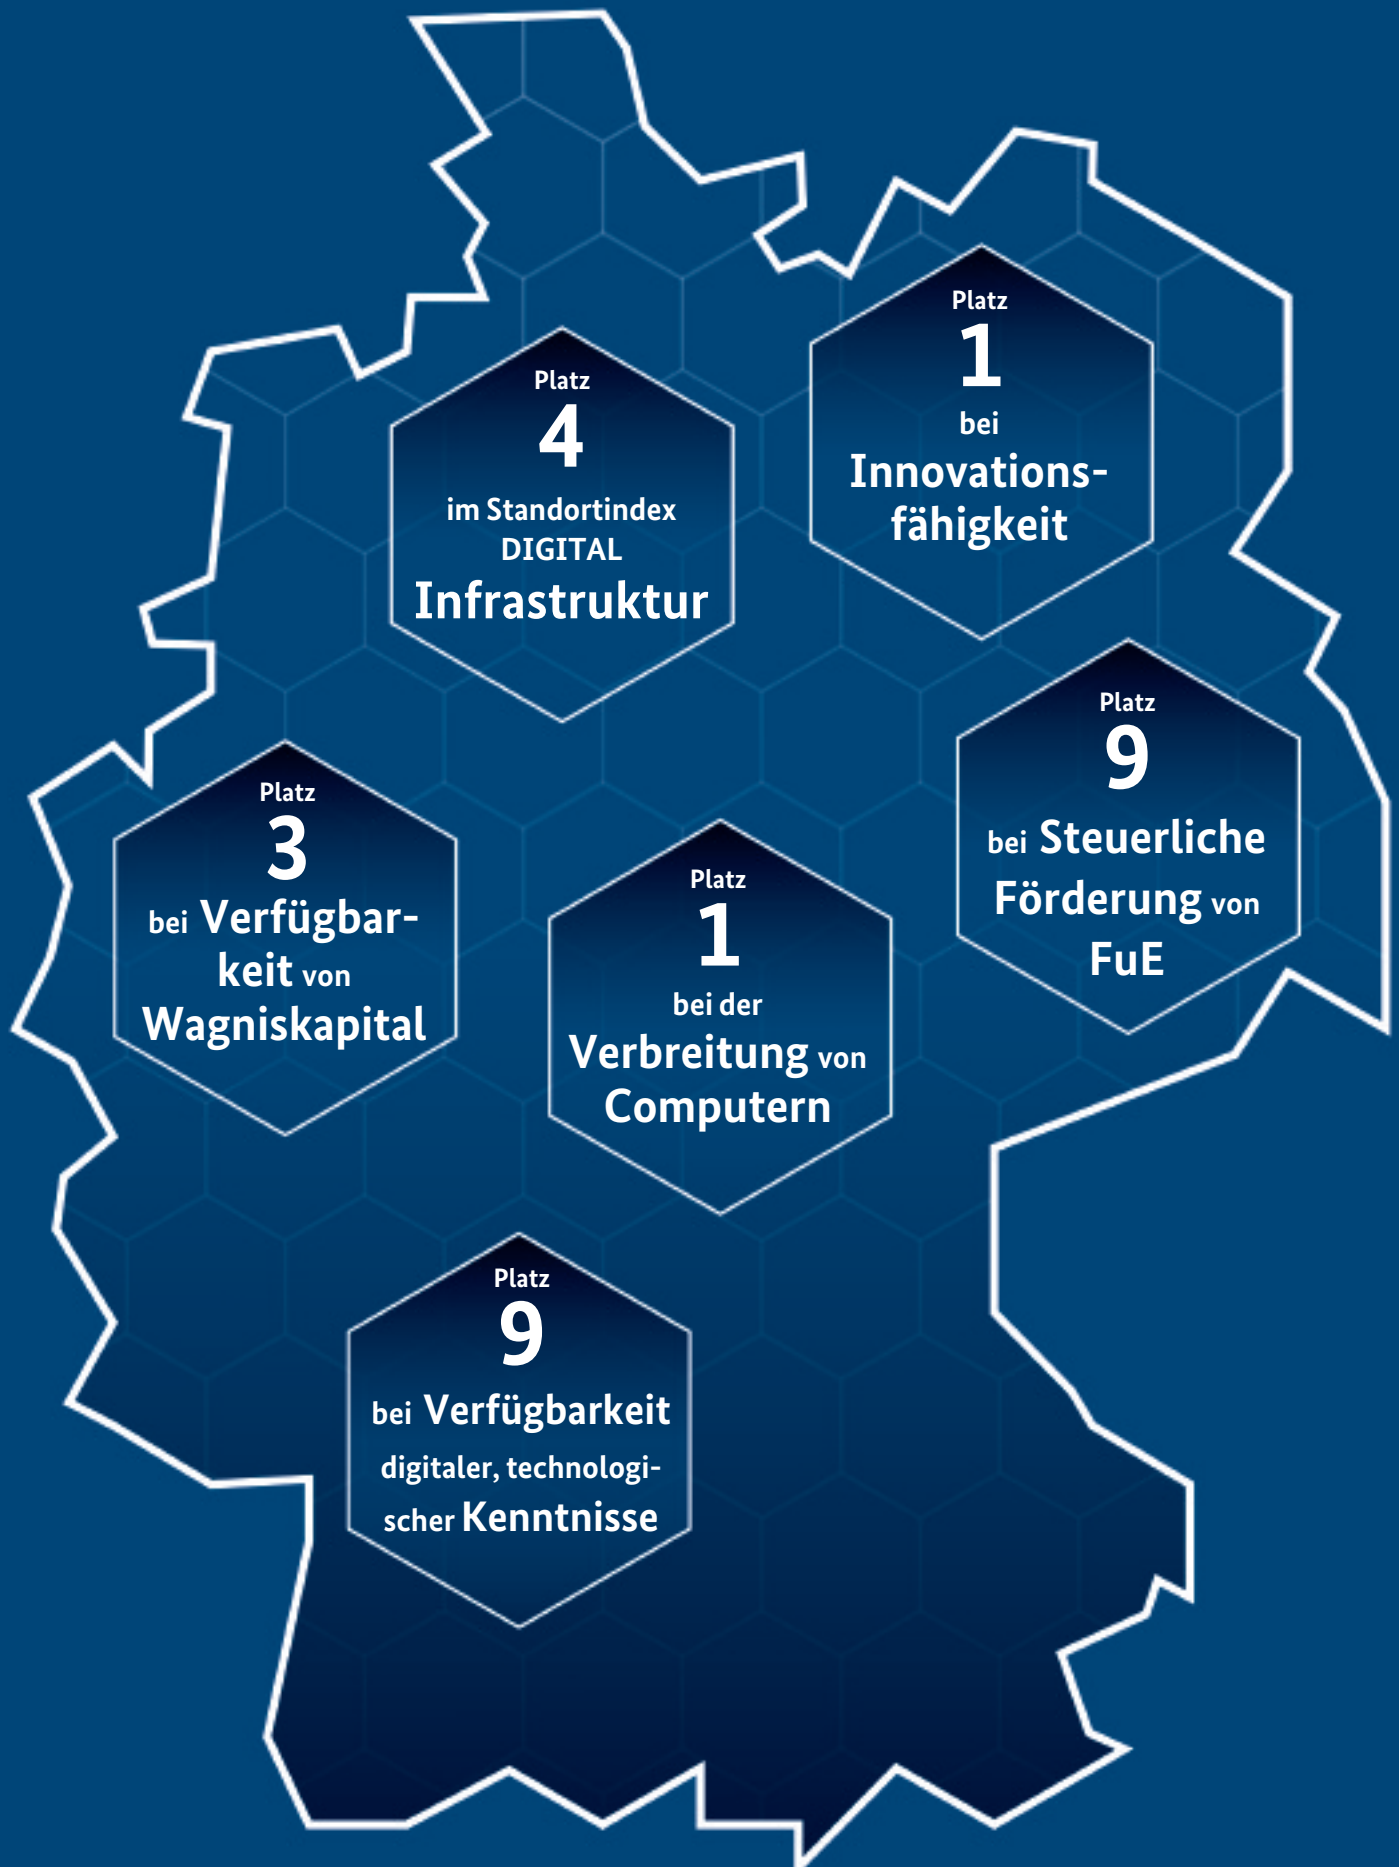 Platz
1
bei
Innovations-
fähigkeit
Platz
4
im Standortindex
DIGITAL
Infrastruktur
Platz
9
bei Steuerliche
Förderung von
FuE
Platz
3
bei Verfügbar-
keit von
Wagniskapital
Platz
1
bei der
Verbreitung von
Computern
Platz
9
bei Verfügbarkeit
digitaler, technologi-
scher Kenntnisse